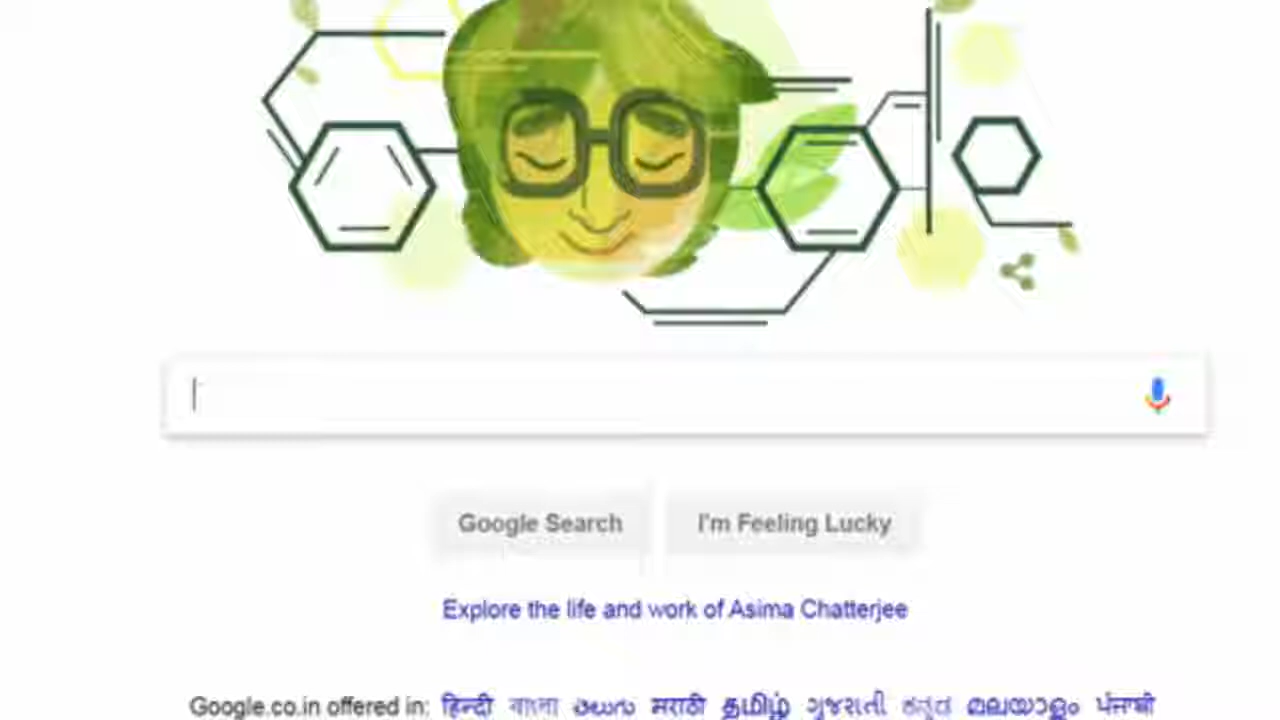 Google Search I'm Feeling Lucky
Explore the life and work of Asima Chatterjee
Google.co.in offered in: हिन्दी বাংলা తెలుగు मराठी தமிழ் ગુજરાતી ಕನ್ನಡ മലയാളം ਪੰਜਾਬੀ